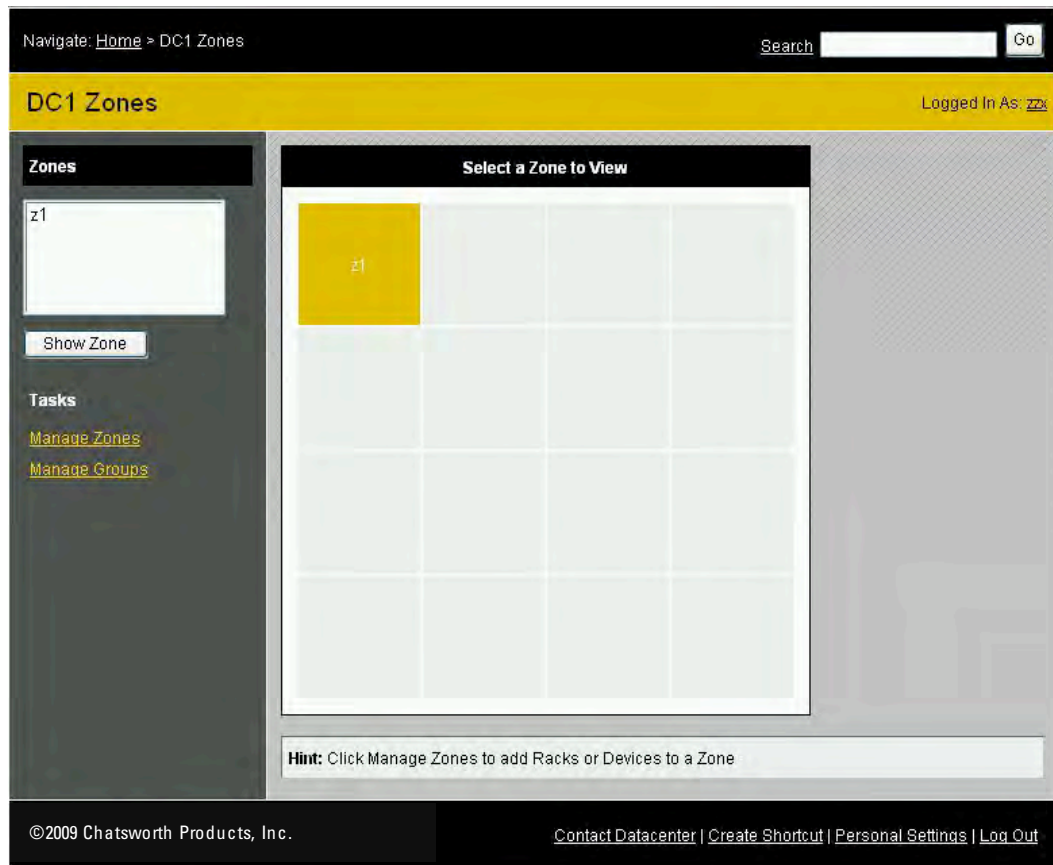 Navigate: Home > DC1 Zones
Search
Go
DC1 Zones
Logged In As: zzx
Zones
z1
Show Zone
Tasks
Manage Zones
Manage Groups
Select a Zone to View
z1
Hint: Click Manage Zones to add Racks or Devices to a Zone
©2009 Chatsworth Products, Inc.
Contact Datacenter | Create Shortcut | Personal Settings | Log Out